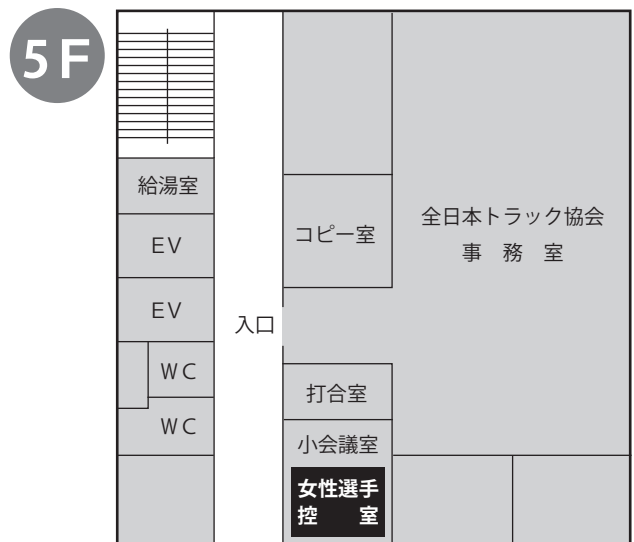 5F
給湯室
EV
EV
WC
WC
入口
コピー室
打合室
小会議室
女性選手
控　室
全日本トラック協会
事　務　室